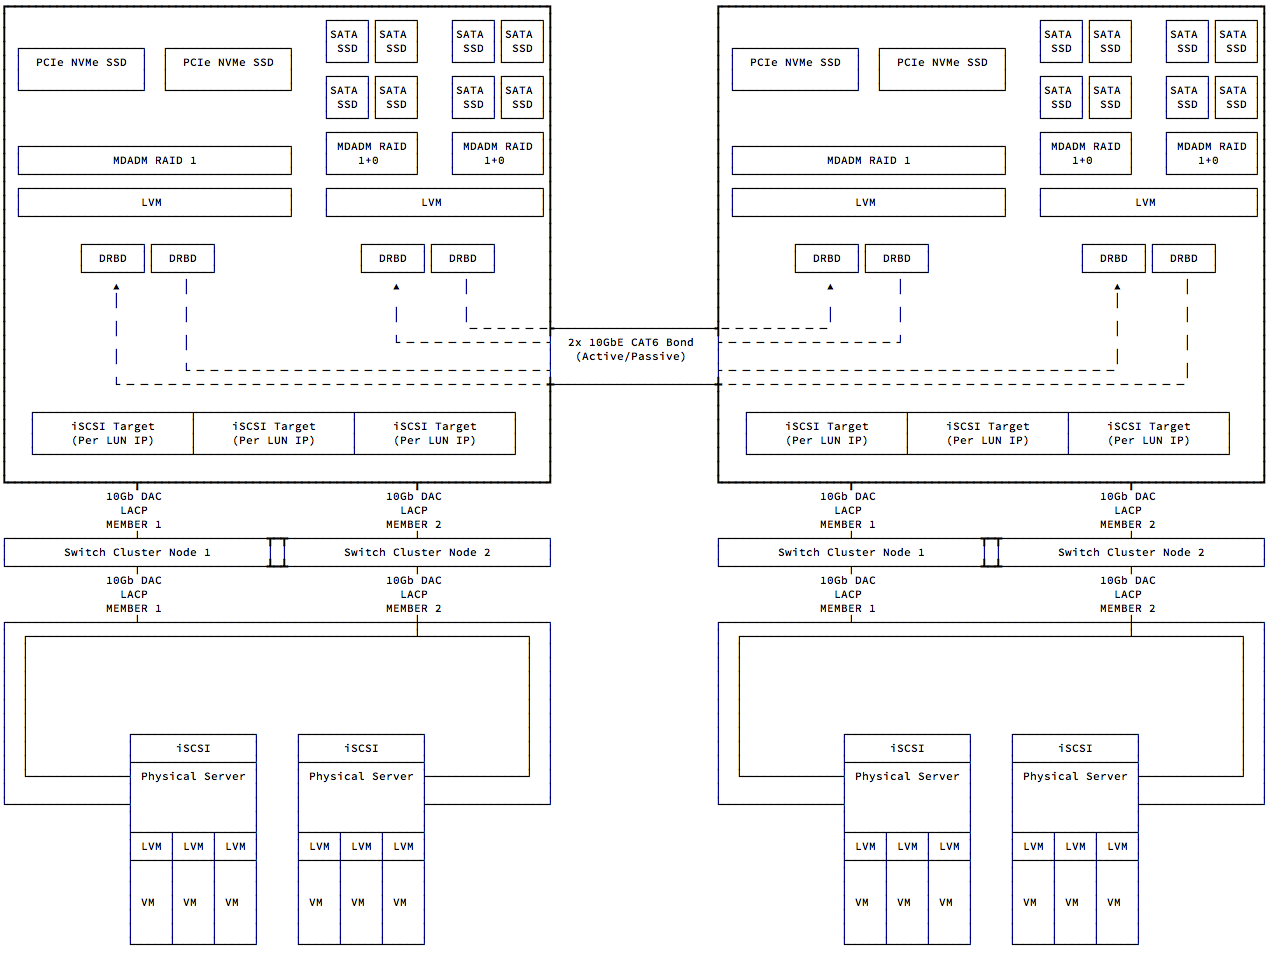 SATA SATA SATA SATA SATA SATA SATA SATA
SSD SSD SSD SSD SSD SSD SSD SSD
PCIe NVMe SSD PCIe NVMe SSD PCIe NVMe SSD PCIe NVMe SSD
SATA SATA SATA SATA SATA SATA SATA SATA
SSD SSD SSD SSD SSD SSD SSD SSD
MDADM RAID MDADM RAID MDADM RAID MDADM RAID
MDADM RAID 1 1+0 1+0 MDADM RAID 1 1+0 1+0
LVM LVM LVM LVM
DRBD DRBD DRBD DRBD DRBD DRBD DRBD DRBD
2x 10GbE CAT6 Bond
(Active/Passive)
iSCSI Target iSCSI Target iSCSI Target iSCSI Target iSCSI Target iSCSI Target
(Per LUN IP) (Per LUN IP) (Per LUN IP) (Per LUN IP) (Per LUN IP) (Per LUN IP)
10Gb DAC 10Gb DAC 10Gb DAC 10Gb DAC
LACP LACP LACP LACP
MEMBER 1 MEMBER 2 MEMBER 1 MEMBER 2
Switch Cluster Node 1 Switch Cluster Node 2 Switch Cluster Node 1 Switch Cluster Node 2
10Gb DAC 10Gb DAC 10Gb DAC 10Gb DAC
LACP LACP LACP LACP
MEMBER 1 MEMBER 2 MEMBER 1 MEMBER 2
iSCSI iSCSI iSCSI iSCSI
Physical Server Physical Server Physical Server Physical Server
LVM LVM LVM LVM LVM LVM LVM LVM LVM LVM LVM LVM
VM VM VM VM VM VM VM VM VM VM VM VM